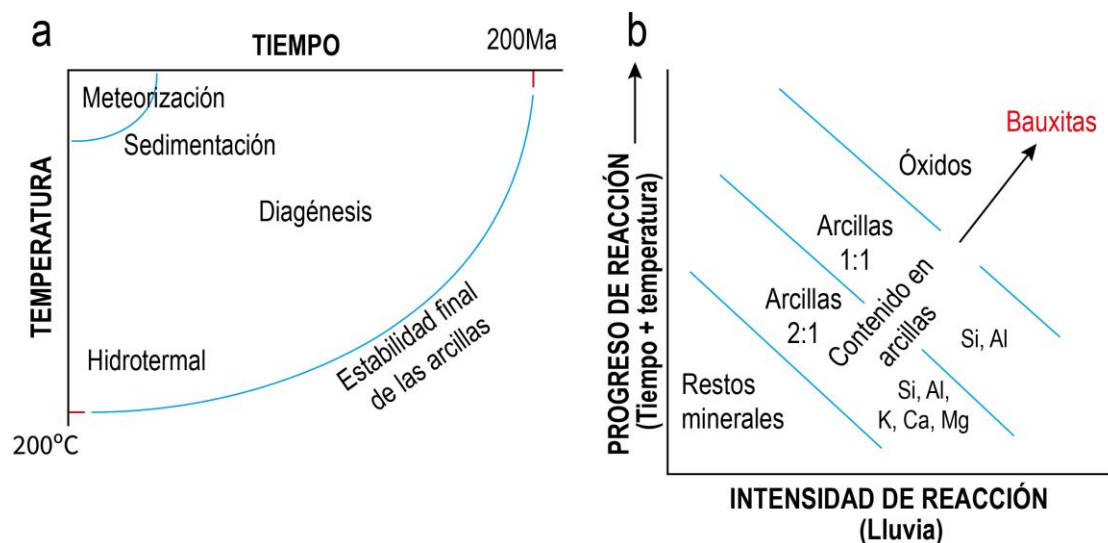 a
TIEMPO
200Ma
TEMPERATURA
Meteorización
Sedimentación
Diagénesis
Hidrotermal
Estabilidad final
de las arcillas
200ºC
b
PROGRESO DE REACCIÓN
(Tiempo + temperatura)
Bauxitas
Óxidos
Arcillas
1:1
Arcillas
2:1
Contenido en
arcillas
Si, Al
Restos
minerales
Si, Al,
K, Ca, Mg
INTENSIDAD DE REACCIÓN
(Lluvia)